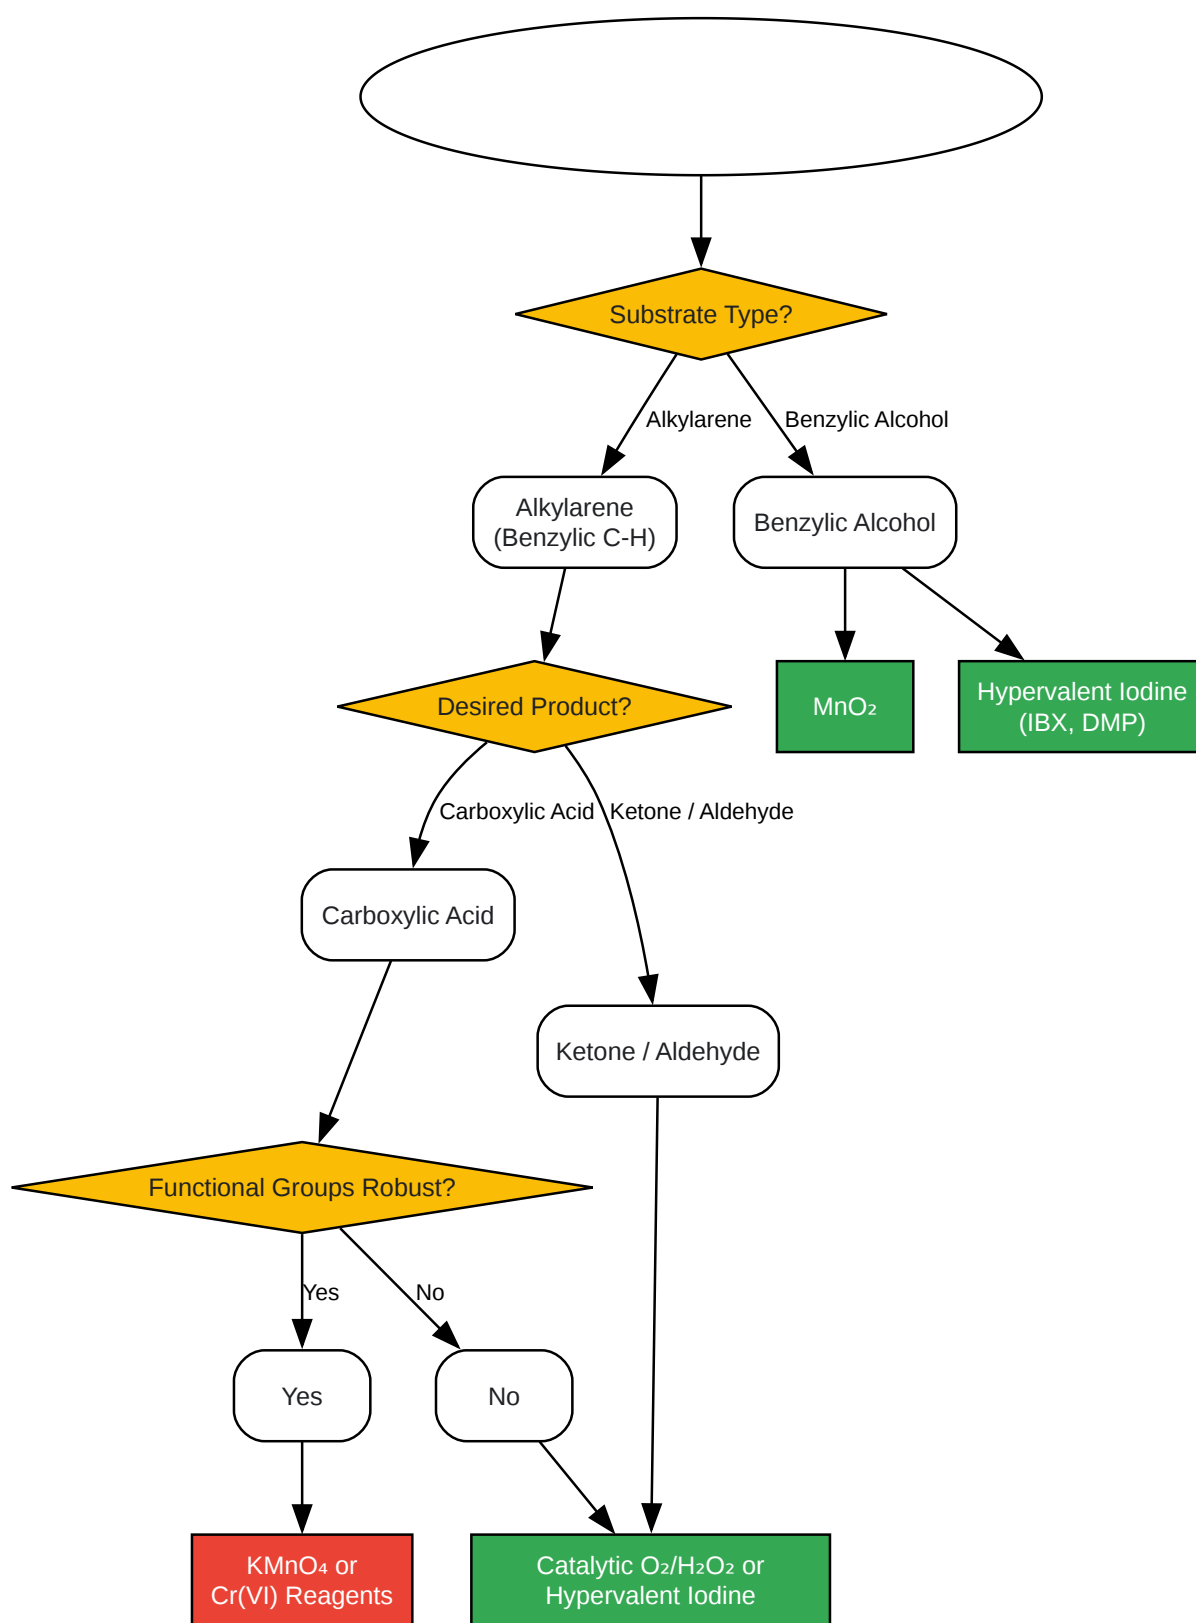 Substrate Type?
Alkylarene
Benzylic Alcohol
Alkylarene
(Benzylic C-H)
Benzylic Alcohol
Desired Product?
MnO₂
Hypervalent Iodine
(IBX, DMP)
Carboxylic Acid
Ketone / Aldehyde
Carboxylic Acid
Ketone / Aldehyde
Functional Groups Robust?
Yes
No
Yes
No
KMnO₄ or
Cr(VI) Reagents
Catalytic O₂/H₂O₂ or
Hypervalent Iodine